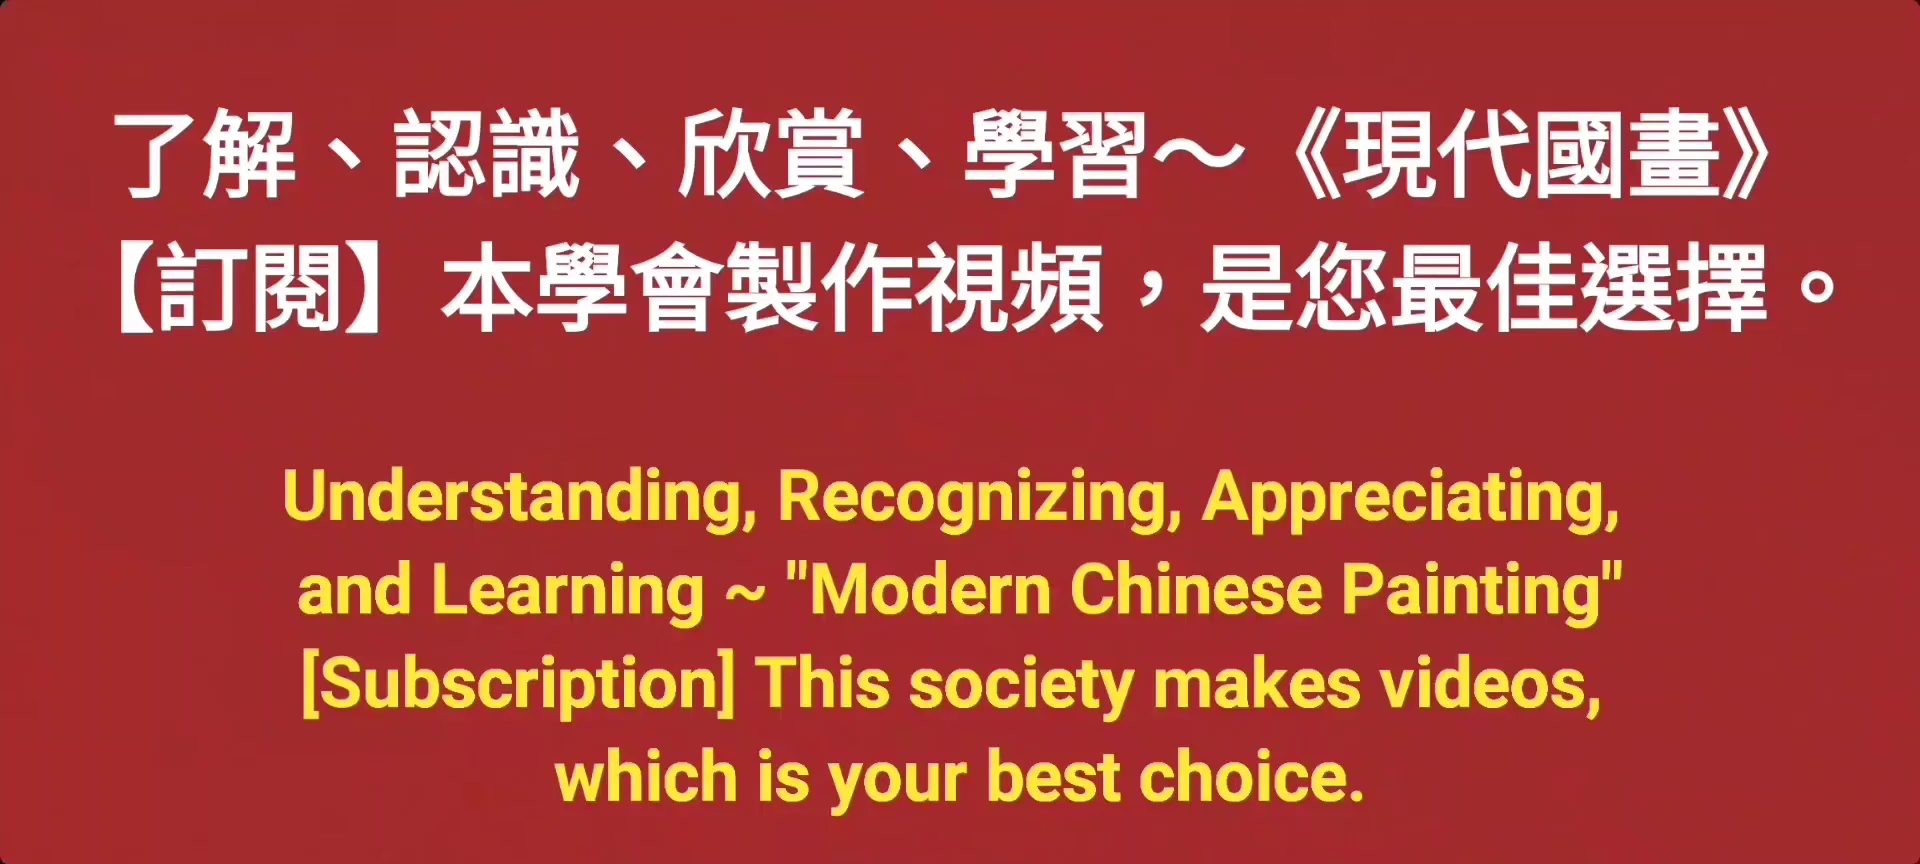 了解、認識、欣賞、學習～《現代國畫》
【訂閱】本學會製作視頻，是您最佳選擇。
Understanding, Recognizing, Appreciating,
and Learning ~ "Modern Chinese Painting"
[Subscription] This society makes videos,
which is your best choice.